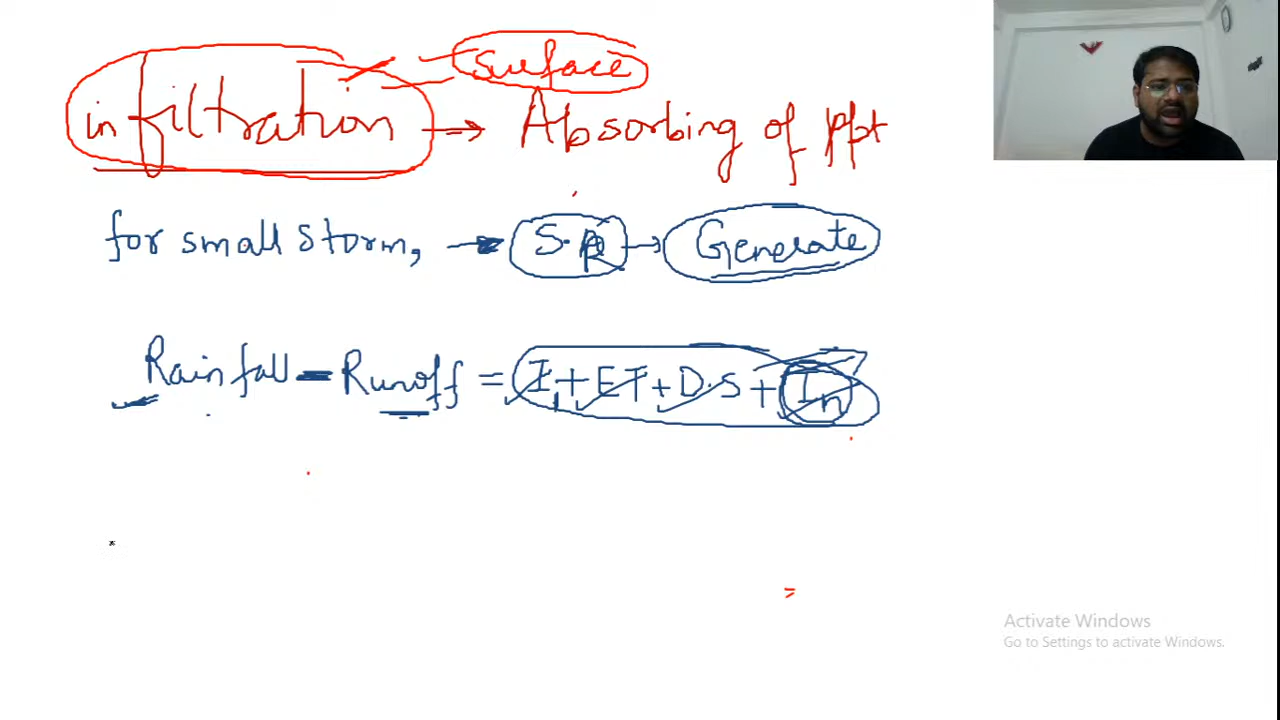 surface
infiltration → Absorbing of ppt
for small storm, → S.R → Generate
Rainfall - Runoff = I + ET + D.S + In
=
Activate Windows
Go to Settings to activate Windows.